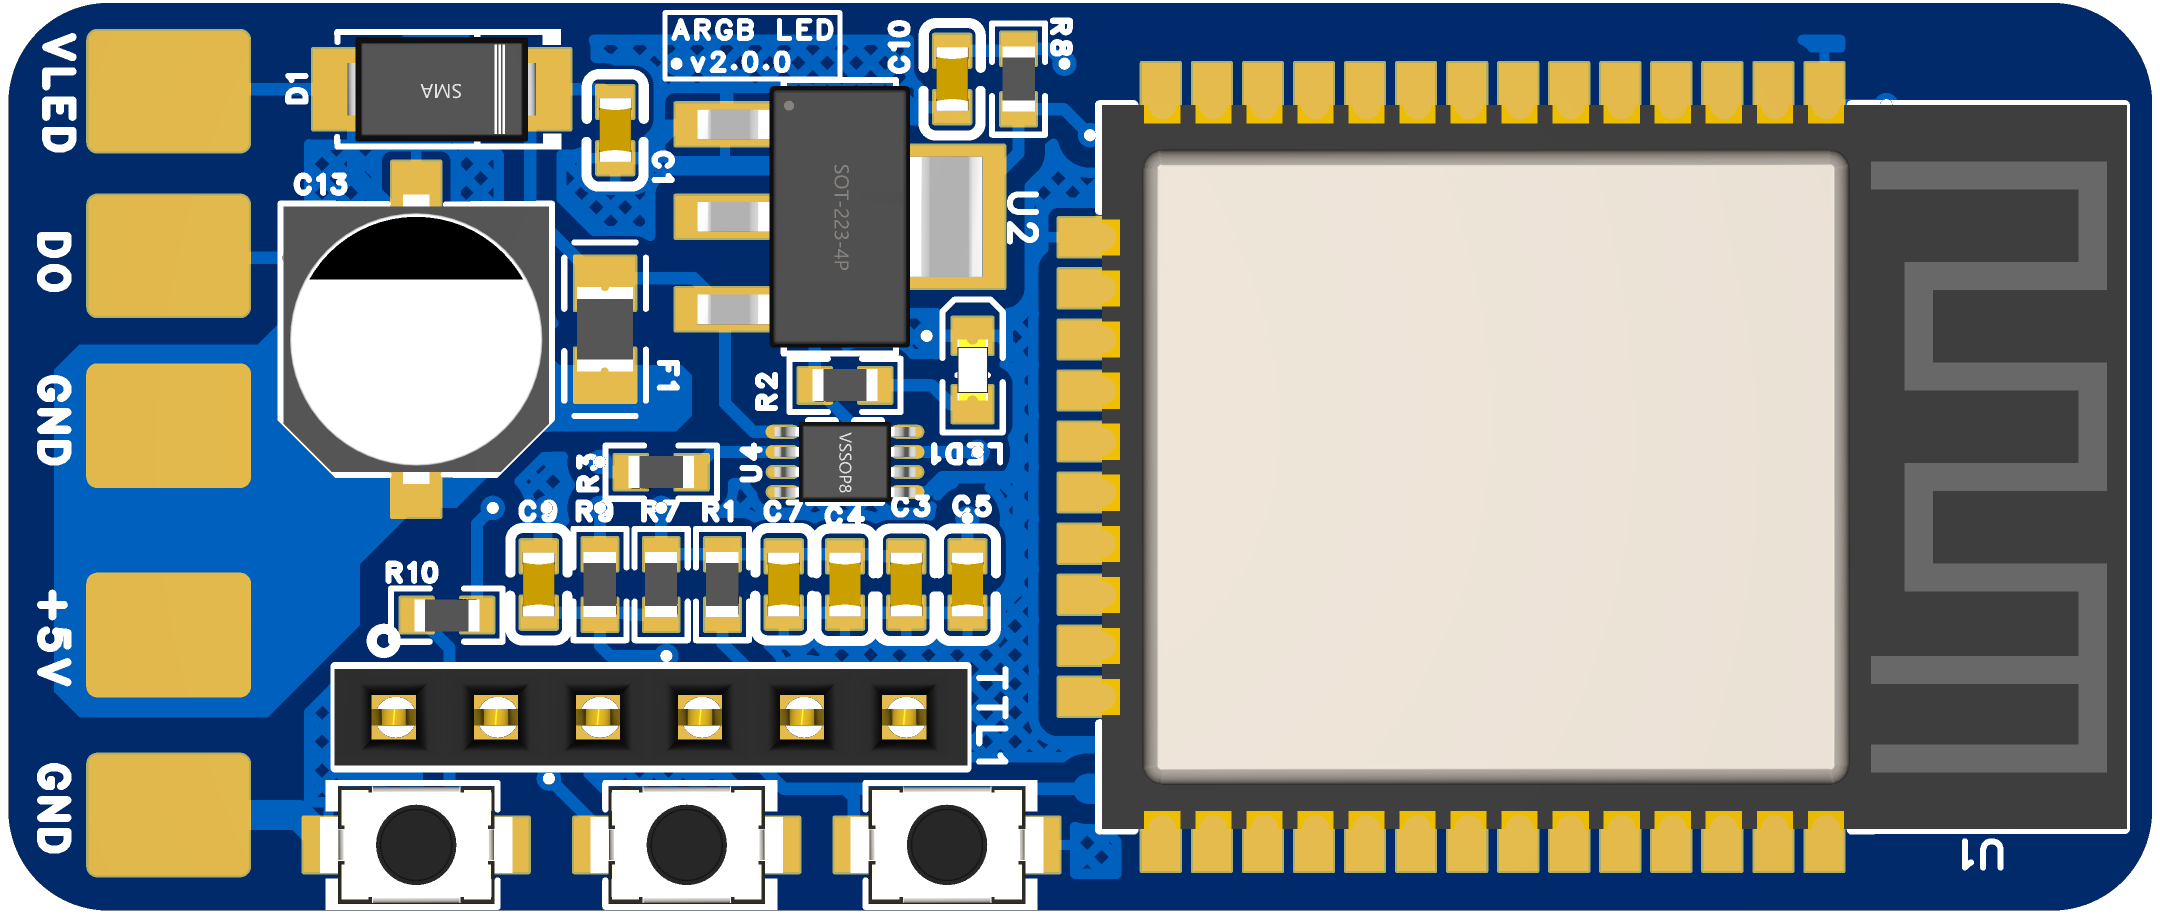 VLED
DO
GND
+5V
GND
D1
SMA
C13
C1
ARGB LED
v2.0.0
C10
R8
SOT-223-4P
U2
F1
R2
LED1
R3
U4
VSSOP8
C9
R9
R7
R1
C7
C4
C3
C5
R10
TTL1
U1